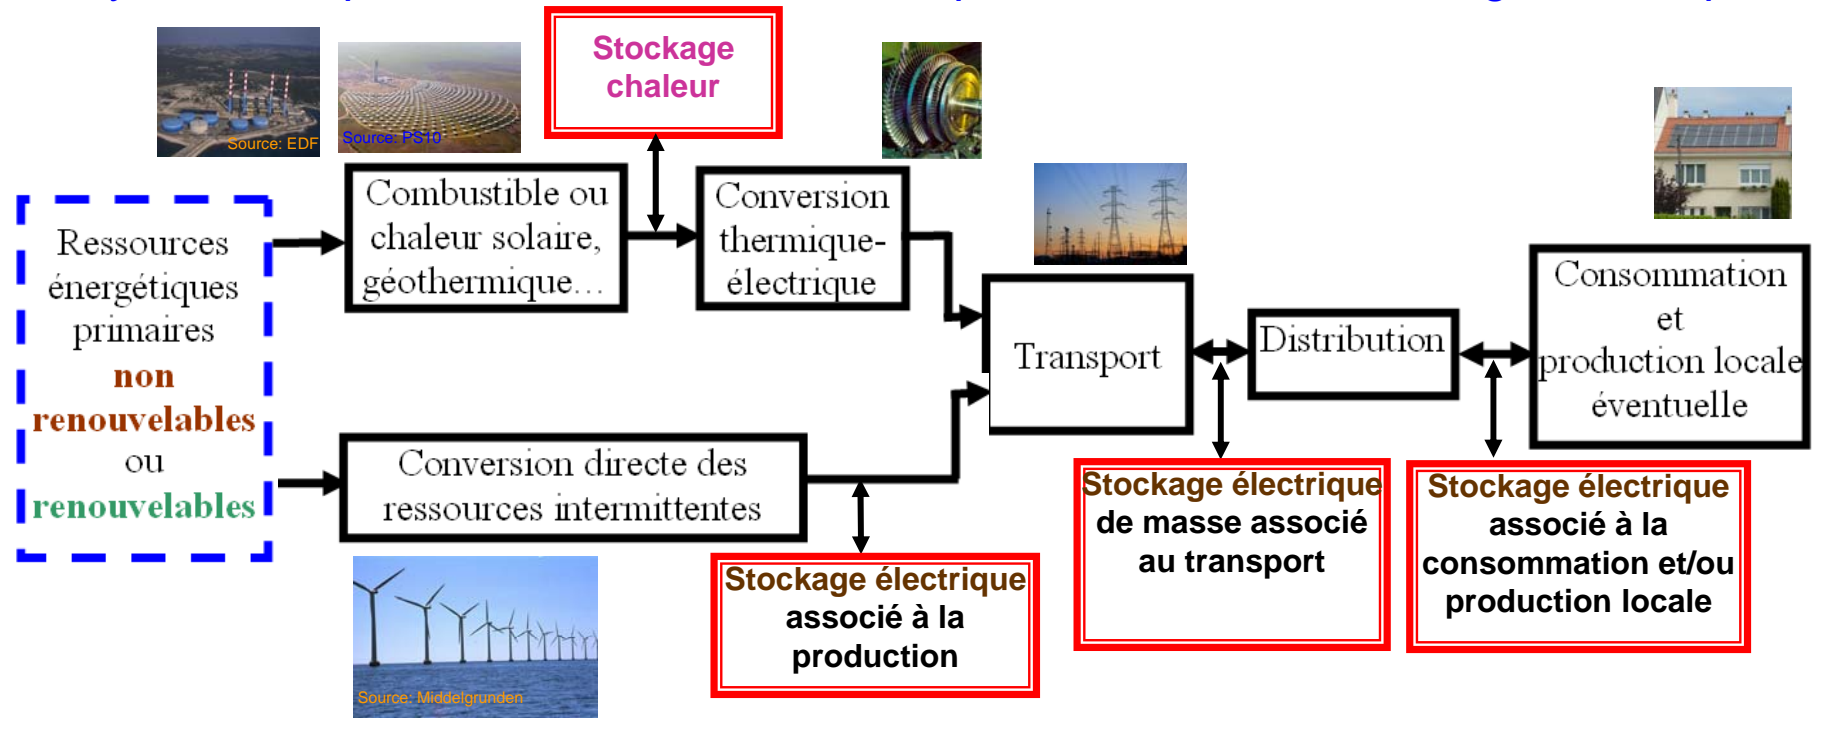 Stockage
chaleur
Source: EDF
Source: PS10
Ressources
énergétiques
primaires
non
renouvelables
ou
renouvelables
Combustible ou
chaleur solaire,
géothermique…
Conversion
thermique-
électrique
Transport
Distribution
Consommation
et
production locale
éventuelle
Conversion directe des
ressources intermittentes
Stockage électrique
associé à la
production
Stockage électrique
de masse associé
au transport
Stockage électrique
associé à la
consommation et/ou
production locale
Source: Middelgrunden